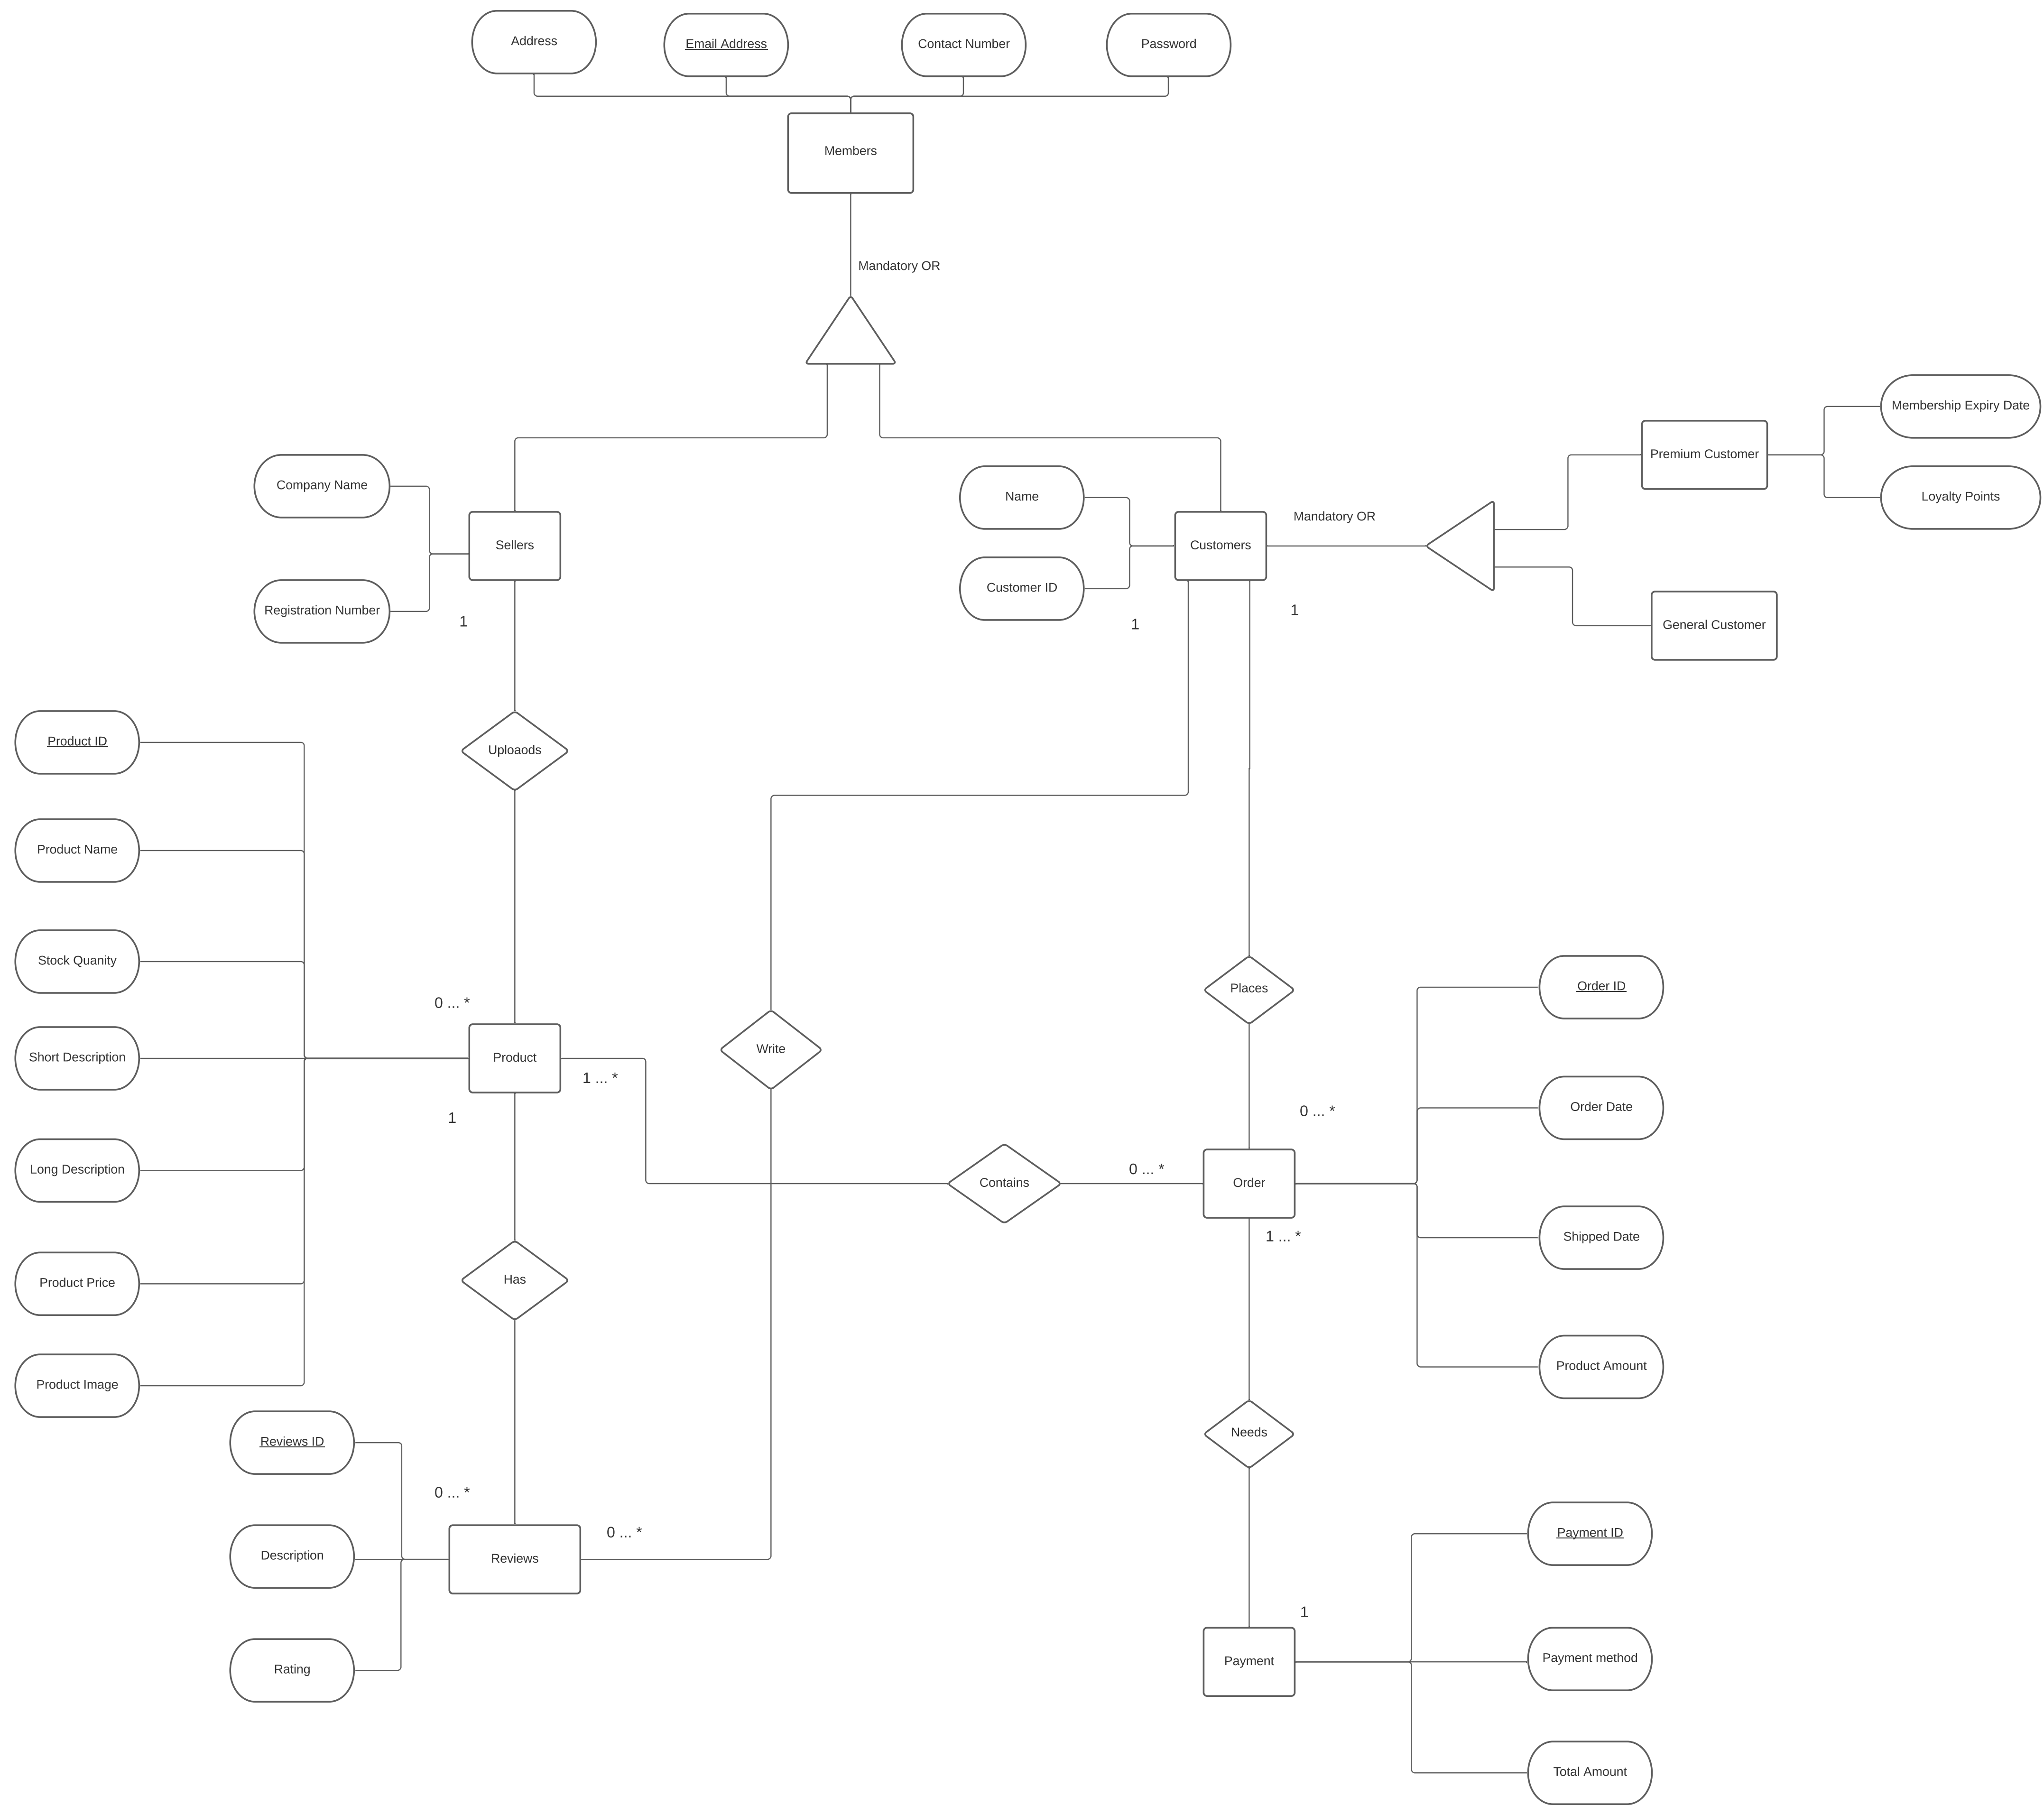 Address
Email Address
Contact Number
Password
Members
Mandatory OR
Membership Expiry Date
Premium Customer
Company Name
Name
Mandatory OR
Loyalty Points
Sellers
Customers
Registration Number
Customer ID
1
1
1
General Customer
Product ID
Uploaods
Product Name
Stock Quanity
Places
Order ID
0 ... *
Short Description
Product
Write
1 ... *
Order Date
1
0 ... *
Long Description
Contains
0 ... *
Order
Shipped Date
1 ... *
Product Price
Has
Product Image
Product Amount
Reviews ID
Needs
0 ... *
0 ... *
Payment ID
Description
Reviews
1
Rating
Payment
Payment method
Total Amount